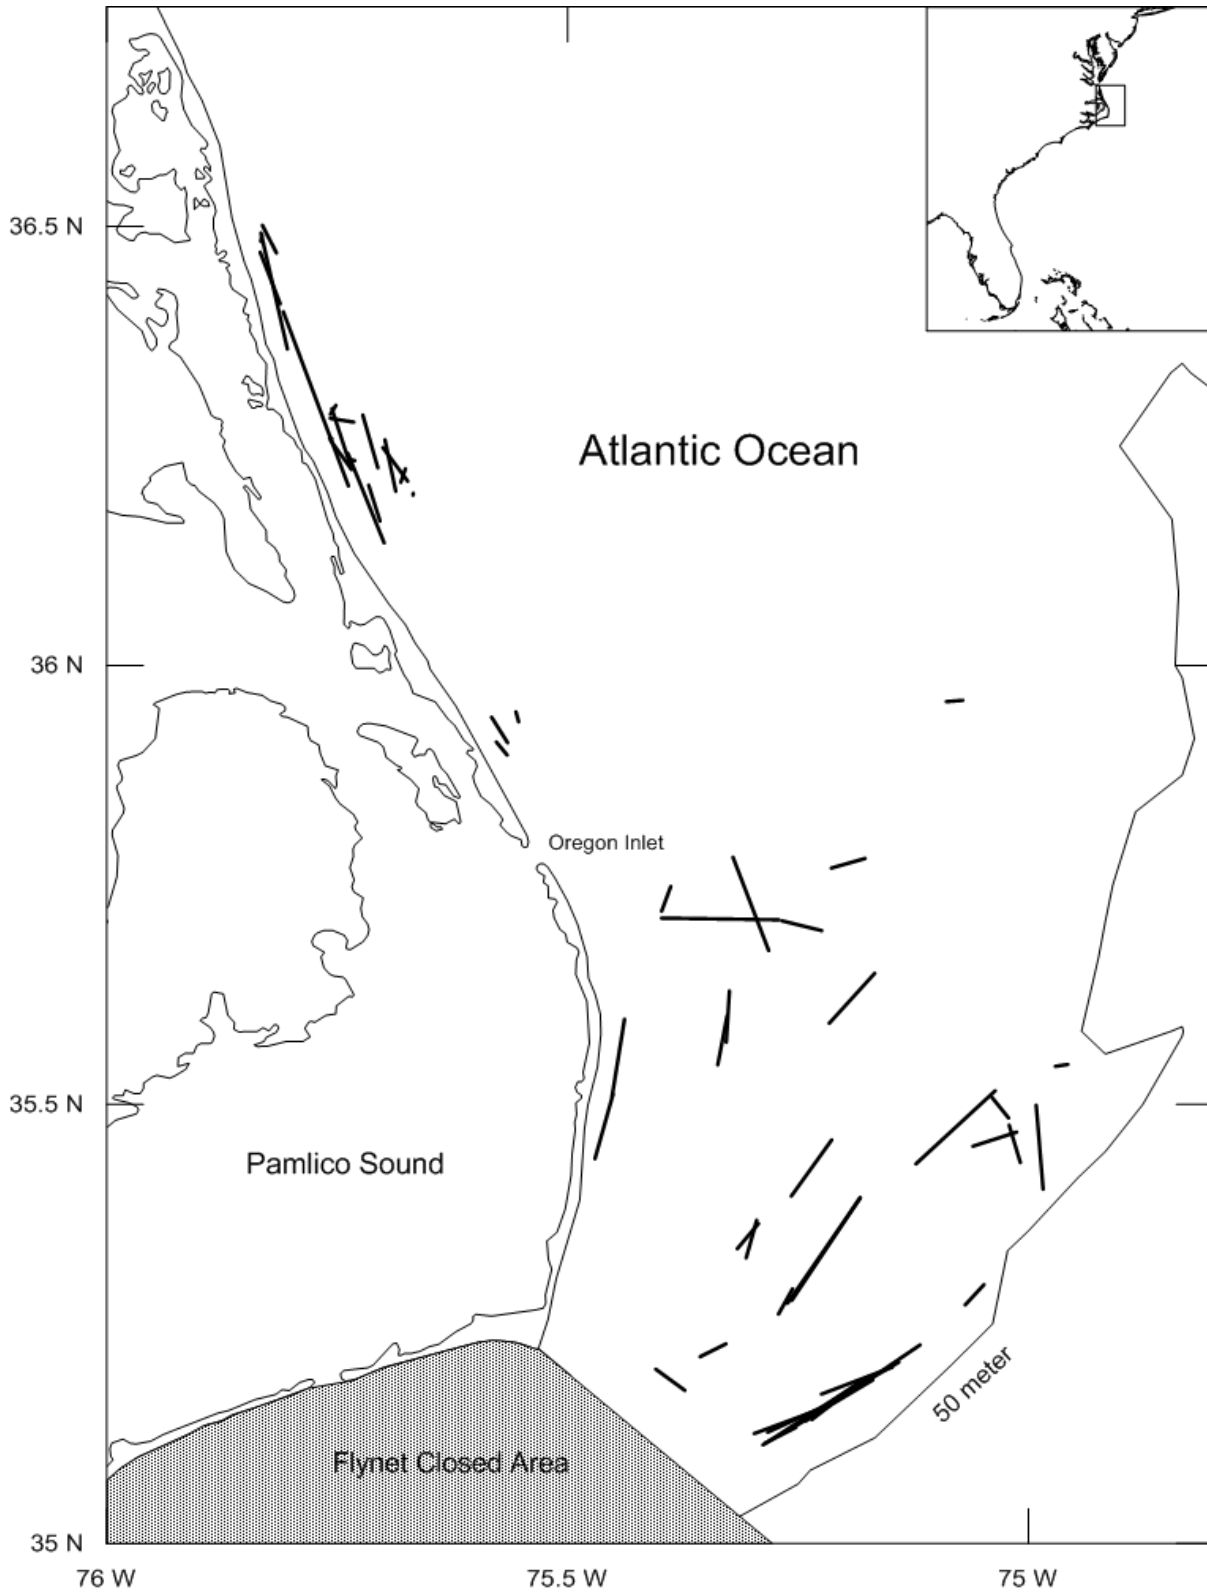 36.5 N
Atlantic Ocean
36 N
Oregon Inlet
35.5 N
Pamlico Sound
50 meter
Flynet Closed Area
35 N
76 W
75.5 W
75 W